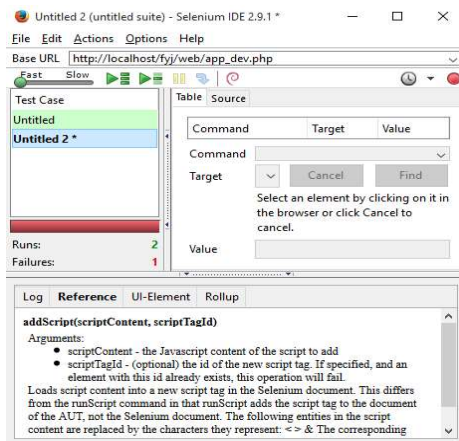 Untitled 2 (untitled suite) - Selenium IDE 2.9.1 *
File Edit Actions Options Help
Base URL http://localhost/fyj/web/app_dev.php
Fast Slow
Test Case
Untitled
Untitled 2 *
Runs: 2
Failures: 1
Table Source
Command Target Value
Command
Target Cancel Find
Select an element by clicking on it in
the browser or click Cancel to
cancel.
Value
Log Reference UI-Element Rollup
addScript(scriptContent, scriptTagId)
Arguments:
• scriptContent - the Javascript content of the script to add
• scriptTagId - (optional) the id of the new script tag. If specified, and an
element with this id already exists, this operation will fail.
Loads script content into a new script tag in the Selenium document. This differs
from the runScript command in that runScript adds the script tag to the document
of the AUT, not the Selenium document. The following entities in the script
content are replaced by the characters they represent: < > & The corresponding